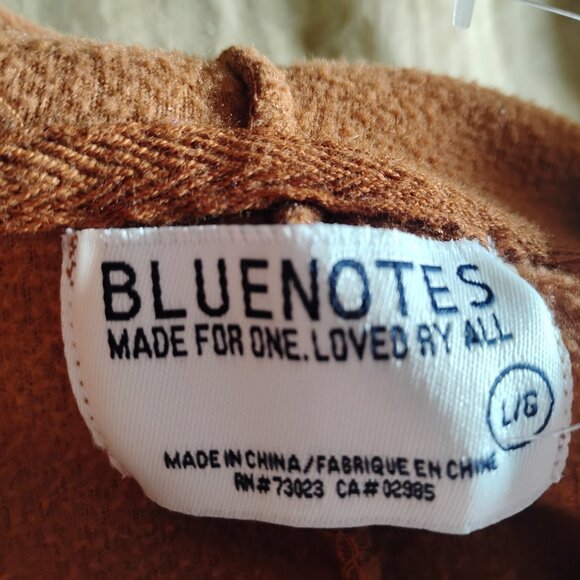 BLUENOTES
MADE FOR ONE. LOVED BY ALL
L/G
MADE IN CHINA/FABRIQUE EN CHINE
RN#73023 CA#02985